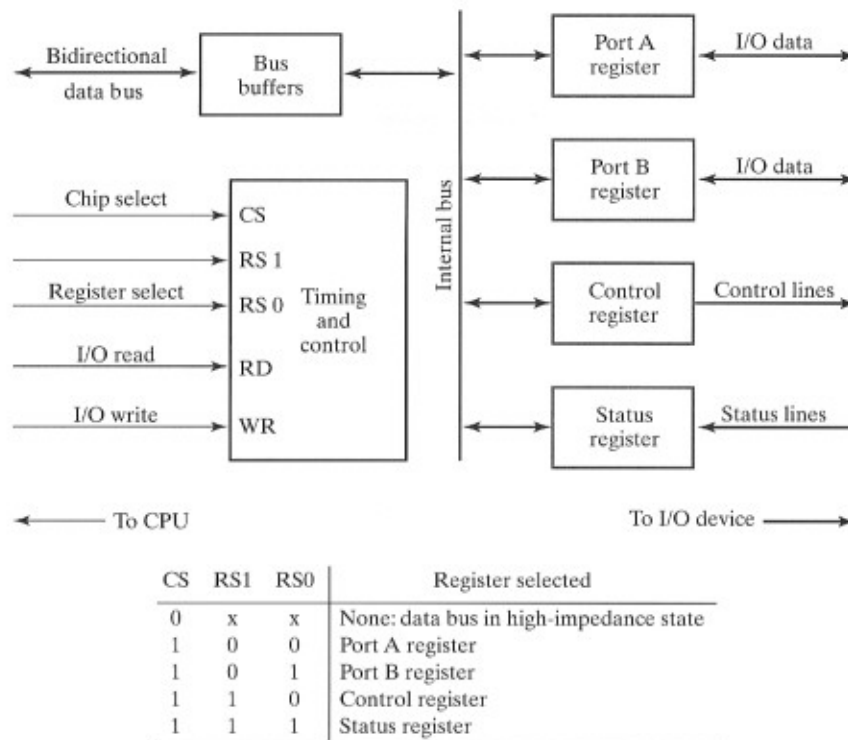 Bidirectional
data bus
Bus
buffers
Internal bus
Port A
register
I/O data
Port B
register
I/O data
Control
register
Control lines
Status
register
Status lines
Chip select
CS
RS 1
Register select
RS 0
Timing
and
control
I/O read
RD
I/O write
WR
To CPU
To I/O device
CS RS1 RS0 Register selected
0 x x None: data bus in high-impedance state
1 0 0 Port A register
1 0 1 Port B register
1 1 0 Control register
1 1 1 Status register